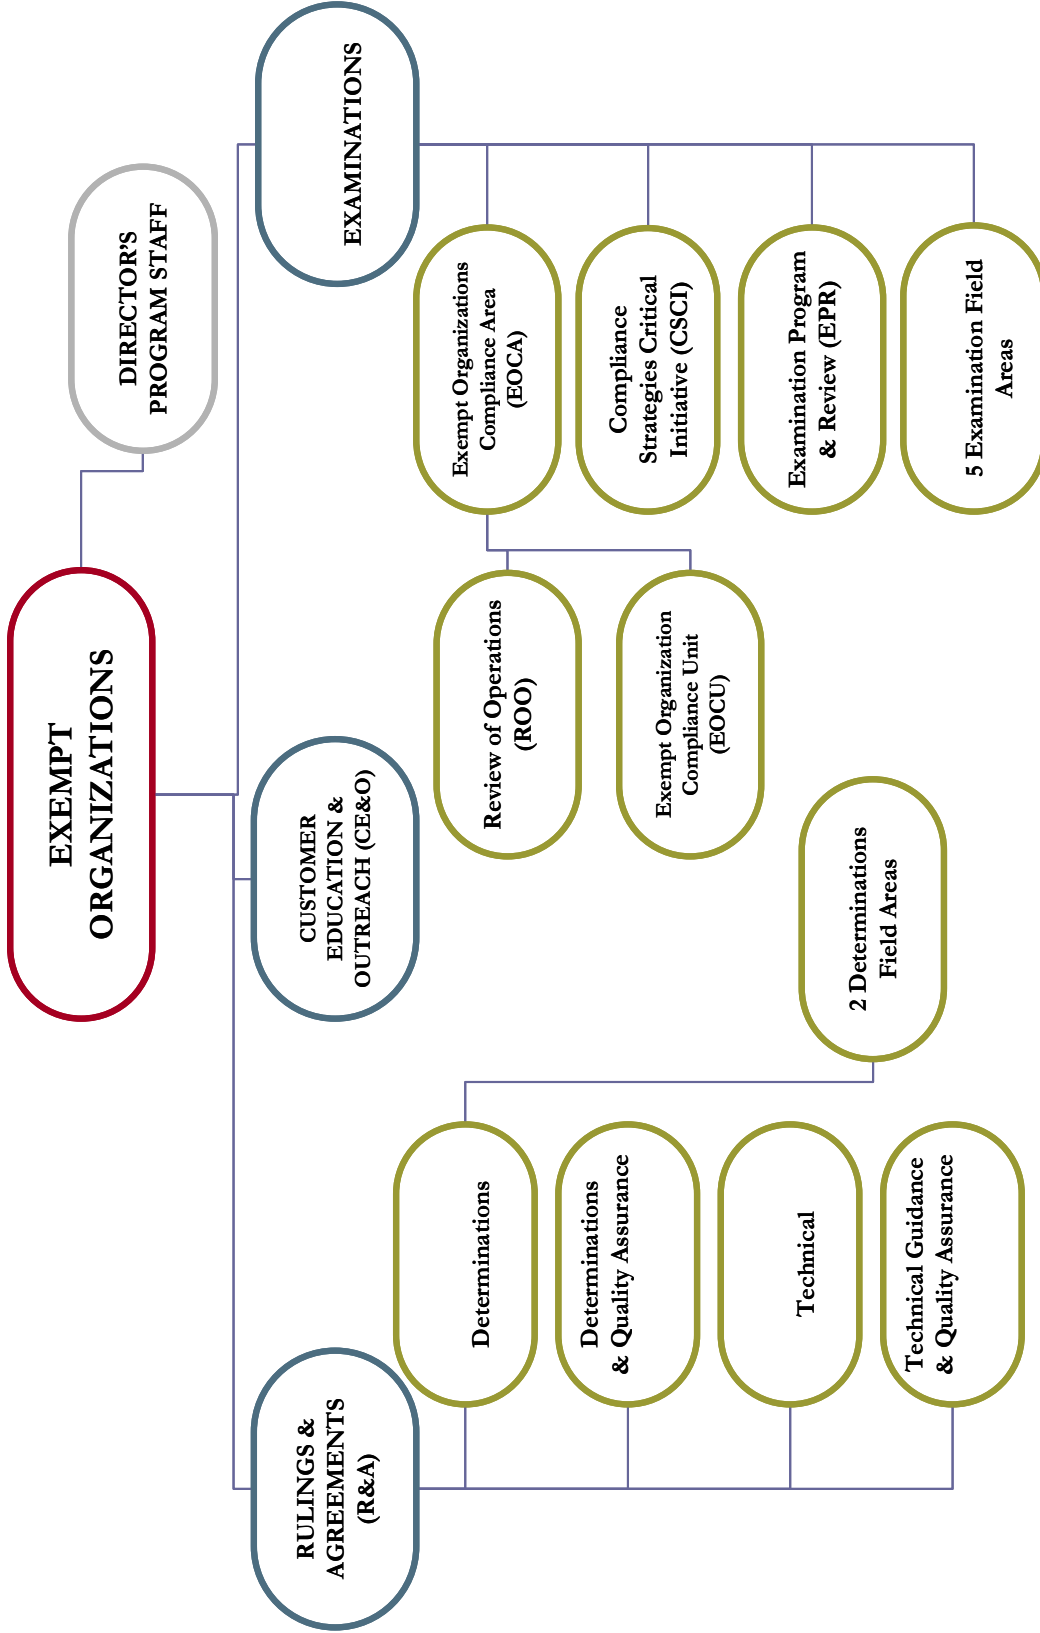 EXEMPT
ORGANIZATIONS
DIRECTOR'S
PROGRAM STAFF
RULINGS &
AGREEMENTS
(R&A)
CUSTOMER
EDUCATION &
OUTREACH (CE&O)
EXAMINATIONS
Determinations
Determinations
& Quality Assurance
Technical
Technical Guidance
& Quality Assurance
2 Determinations
Field Areas
Review of Operations
(ROO)
Exempt Organization
Compliance Unit
(EOCU)
Exempt Organizations
Compliance Area
(EOCA)
Compliance
Strategies Critical
Initiative (CSCI)
Examination Program
& Review (EPR)
5 Examination Field
Areas